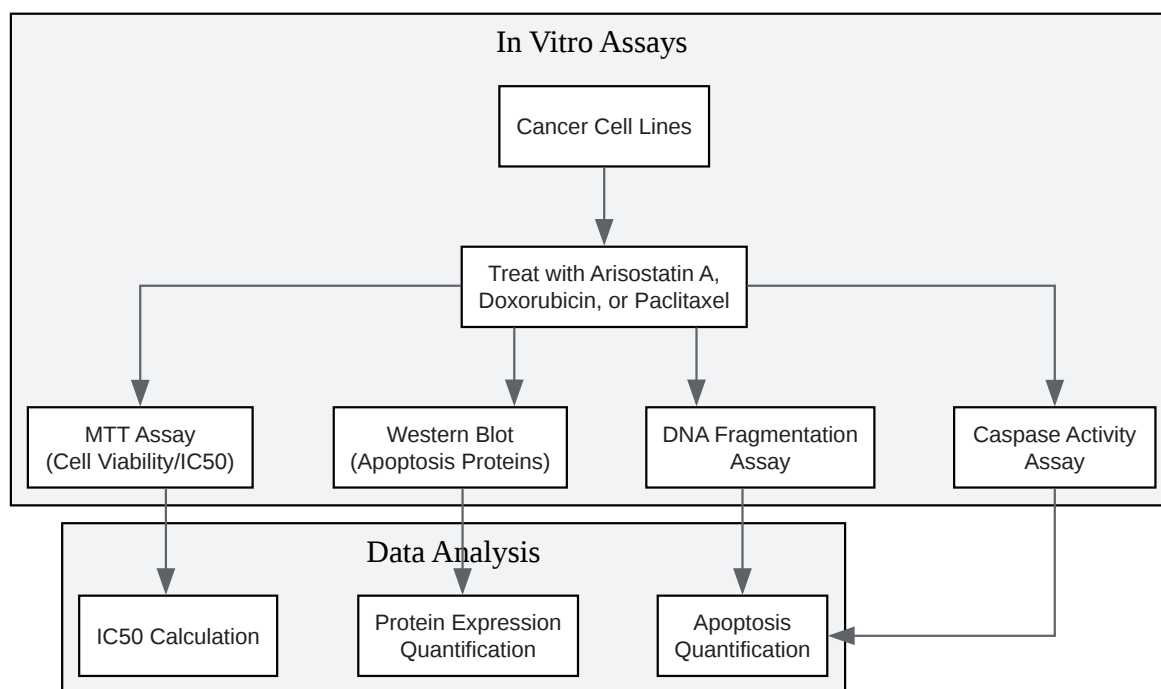 In Vitro Assays
Cancer Cell Lines
Treat with Arisostatin A,
Doxorubicin, or Paclitaxel
MTT Assay
(Cell Viability/IC50)
Western Blot
(Apoptosis Proteins)
DNA Fragmentation
Assay
Caspase Activity
Assay
Data Analysis
IC50 Calculation
Protein Expression
Quantification
Apoptosis
Quantification